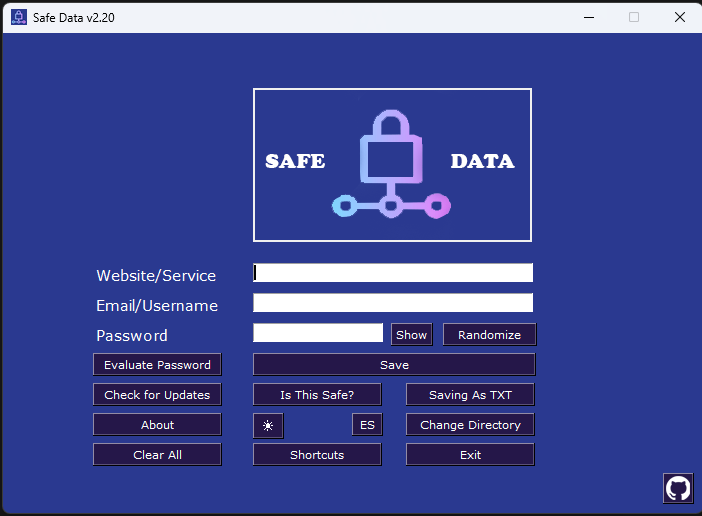 Safe Data v2.20
SAFE DATA
Website/Service
Email/Username
Password Show Randomize
Evaluate Password Save
Check for Updates Is This Safe? Saving As TXT
About ES Change Directory
Clear All Shortcuts Exit